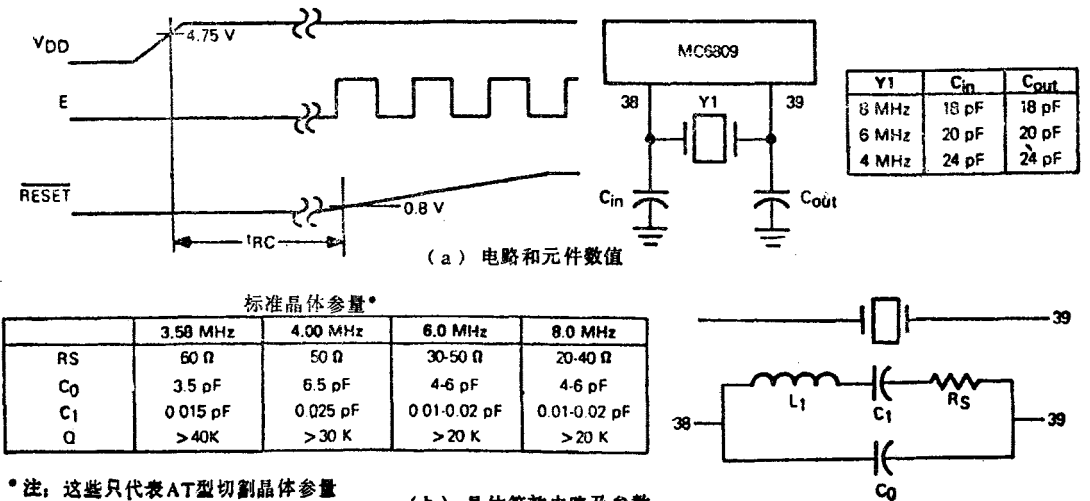 VDD
4.75 V
E
RESET
0.8 V
tRC
MC6809
38 Y1 39
Cin
Cout
Y1 Cin Cout
8 MHz 18 pF 18 pF
6 MHz 20 pF 20 pF
4 MHz 24 pF 24 pF
（a）电路和元件数值
标准晶体参量*
3.58 MHz 4.00 MHz 6.0 MHz 8.0 MHz
RS 60 Ω 50 Ω 30-50 Ω 20-40 Ω
C0 3.5 pF 6.5 pF 4-6 pF 4-6 pF
C1 0.015 pF 0.025 pF 0.01-0.02 pF 0.01-0.02 pF
Q >40K >30 K >20 K >20 K
39
L1
C1
RS
38
39
C0
*注：这些只代表AT型切割晶体参量